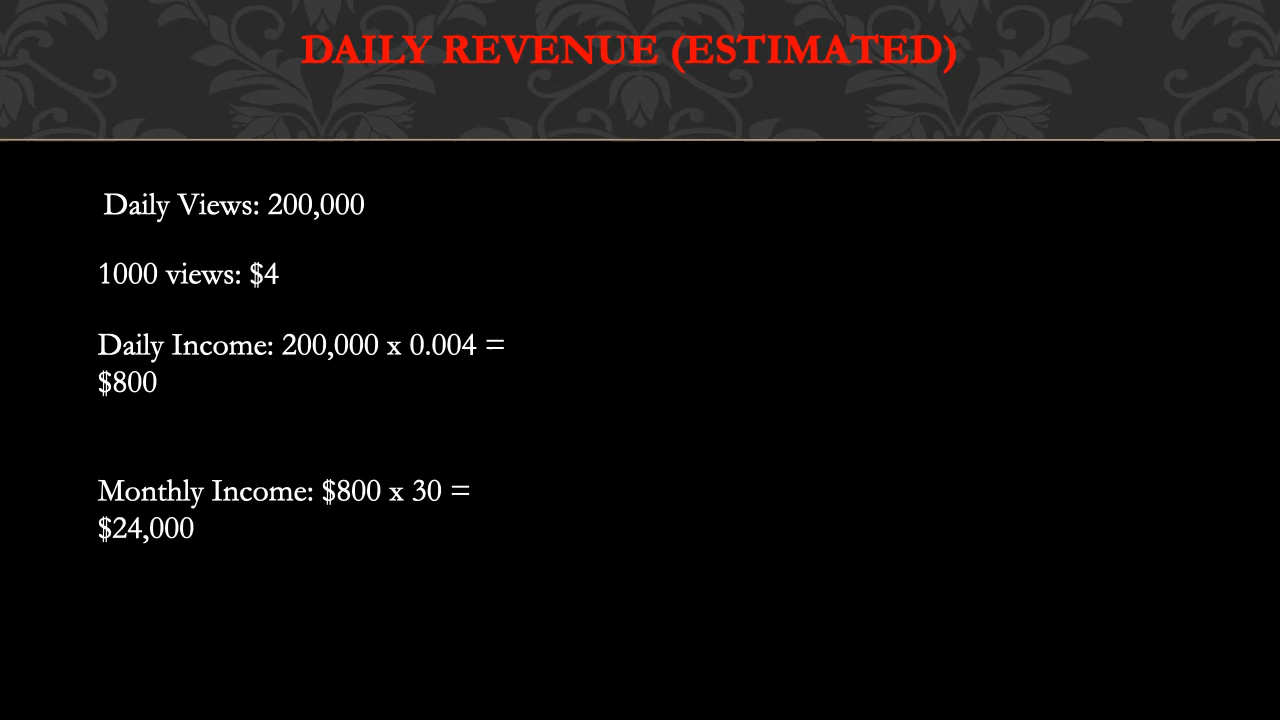 DAILY REVENUE (ESTIMATED)
Daily Views: 200,000
1000 views: $4
Daily Income: 200,000 x 0.004 =
$800
Monthly Income: $800 x 30 =
$24,000